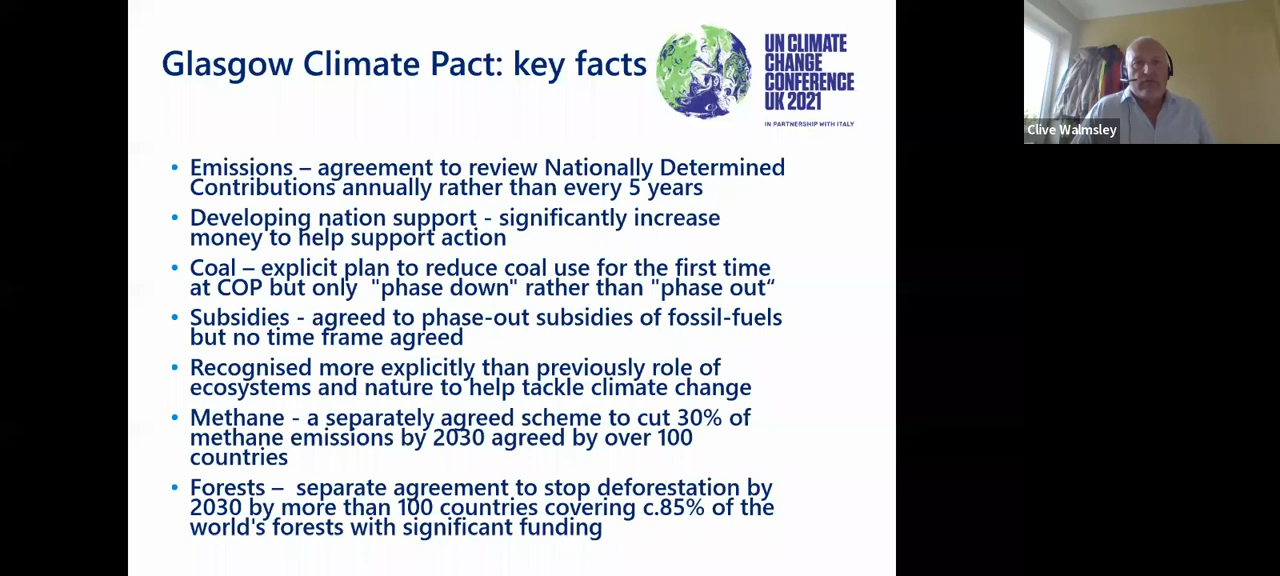 Glasgow Climate Pact: key facts
UN CLIMATE
CHANGE
CONFERENCE
UK 2021
IN PARTNERSHIP WITH ITALY
Clive Walmsley
• Emissions – agreement to review Nationally Determined
Contributions annually rather than every 5 years
• Developing nation support - significantly increase
money to help support action
• Coal – explicit plan to reduce coal use for the first time
at COP but only  "phase down" rather than "phase out“
• Subsidies - agreed to phase-out subsidies of fossil-fuels
but no time frame agreed
• Recognised more explicitly than previously role of
ecosystems and nature to help tackle climate change
• Methane - a separately agreed scheme to cut 30% of
methane emissions by 2030 agreed by over 100
countries
• Forests –  separate agreement to stop deforestation by
2030 by more than 100 countries covering c.85% of the
world's forests with significant funding